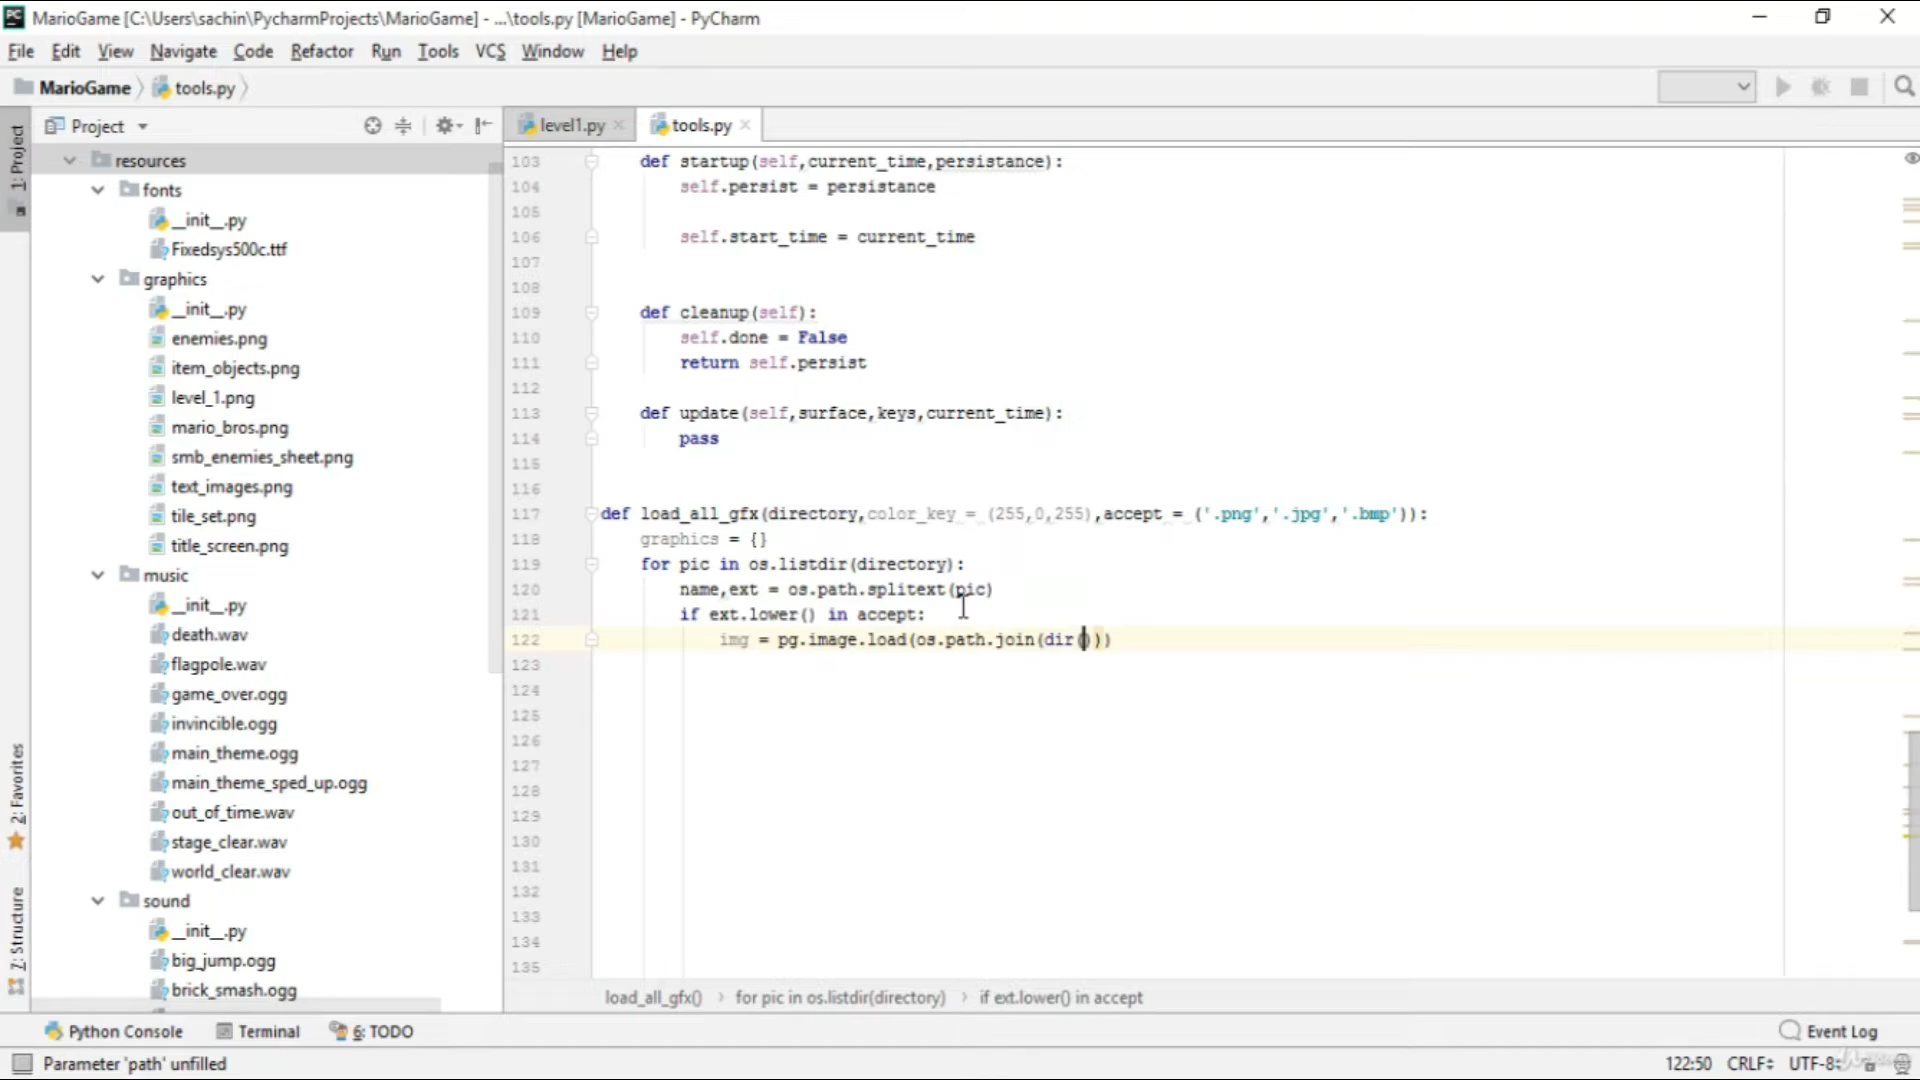 MarioGame [C:\Users\sachin\PycharmProjects\MarioGame] - ...\tools.py [MarioGame] - PyCharm
File Edit View Navigate Code Refactor Run Tools VCS Window Help
MarioGame tools.py
Project
level1.py
tools.py
1: Project
2: Favorites
7: Structure
resources
fonts
__init__.py
Fixedsys500c.ttf
graphics
__init__.py
enemies.png
item_objects.png
level_1.png
mario_bros.png
smb_enemies_sheet.png
text_images.png
tile_set.png
title_screen.png
music
__init__.py
death.wav
flagpole.wav
game_over.ogg
invincible.ogg
main_theme.ogg
main_theme_sped_up.ogg
out_of_time.wav
stage_clear.wav
world_clear.wav
sound
__init__.py
big_jump.ogg
brick_smash.ogg
103 def startup(self,current_time,persistance):
104 self.persist = persistance
105
106 self.start_time = current_time
107
108
109 def cleanup(self):
110 self.done = False
111 return self.persist
112
113 def update(self,surface,keys,current_time):
114 pass
115
116
117 def load_all_gfx(directory,color_key = (255,0,255),accept = ('.png','.jpg','.bmp')):
118 graphics = {}
119 for pic in os.listdir(directory):
120 name,ext = os.path.splitext(pic)
121 if ext.lower() in accept:
122 img = pg.image.load(os.path.join(dir()))
123
124
125
126
127
128
129
130
131
132
133
134
135
load_all_gfx() for pic in os.listdir(directory) if ext.lower() in accept
Python Console Terminal 6: TODO Event Log
Parameter 'path' unfilled 122:50 CRLF UTF-8